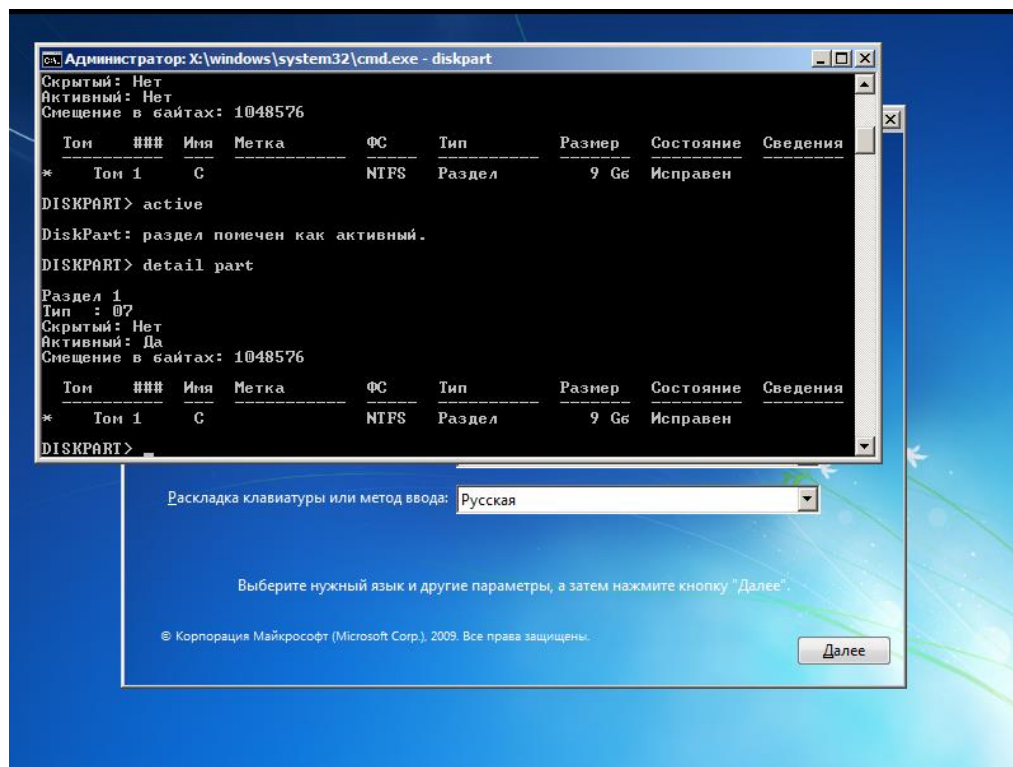 Администратор: X:\windows\system32\cmd.exe - diskpart
Скрытый: Нет
Активный: Нет
Смещение в байтах: 1048576
Том ### Имя Метка ФС Тип Размер Состояние Сведения
---------- --- ----------- ----- ---------- ------- --------- --------
* Том 1 C NTFS Раздел 9 Gб Исправен
DISKPART> active
DiskPart: раздел помечен как активный.
DISKPART> detail part
Раздел 1
Тип : 07
Скрытый: Нет
Активный: Да
Смещение в байтах: 1048576
Том ### Имя Метка ФС Тип Размер Состояние Сведения
---------- --- ----------- ----- ---------- ------- --------- --------
* Том 1 C NTFS Раздел 9 Gб Исправен
DISKPART> _
Раскладка клавиатуры или метод ввода: Русская
Выберите нужный язык и другие параметры, а затем нажмите кнопку "Далее".
© Корпорация Майкрософт (Microsoft Corp.), 2009. Все права защищены.
Далее